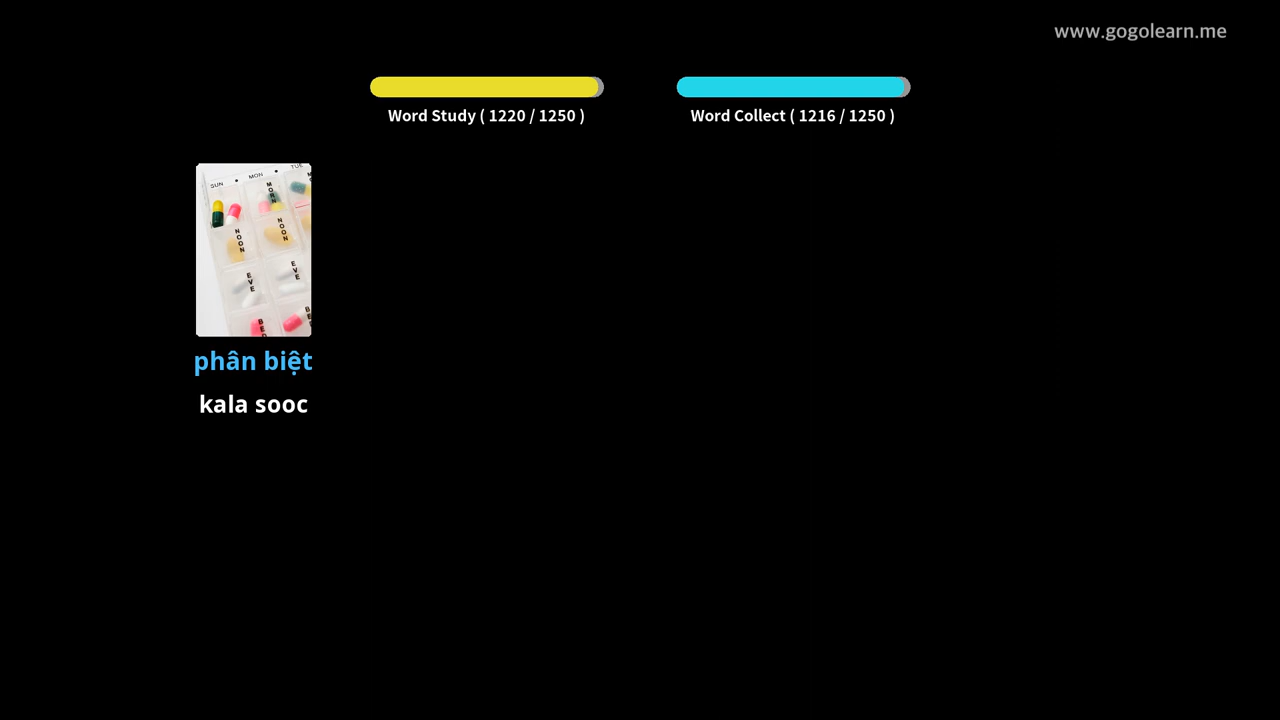 www.gogolearn.me
Word Study ( 1220 / 1250 )
Word Collect ( 1216 / 1250 )
SUN
MON
TUE
MORN
NOON
NOON
EVE
EVE
phân biệt
kala sooc